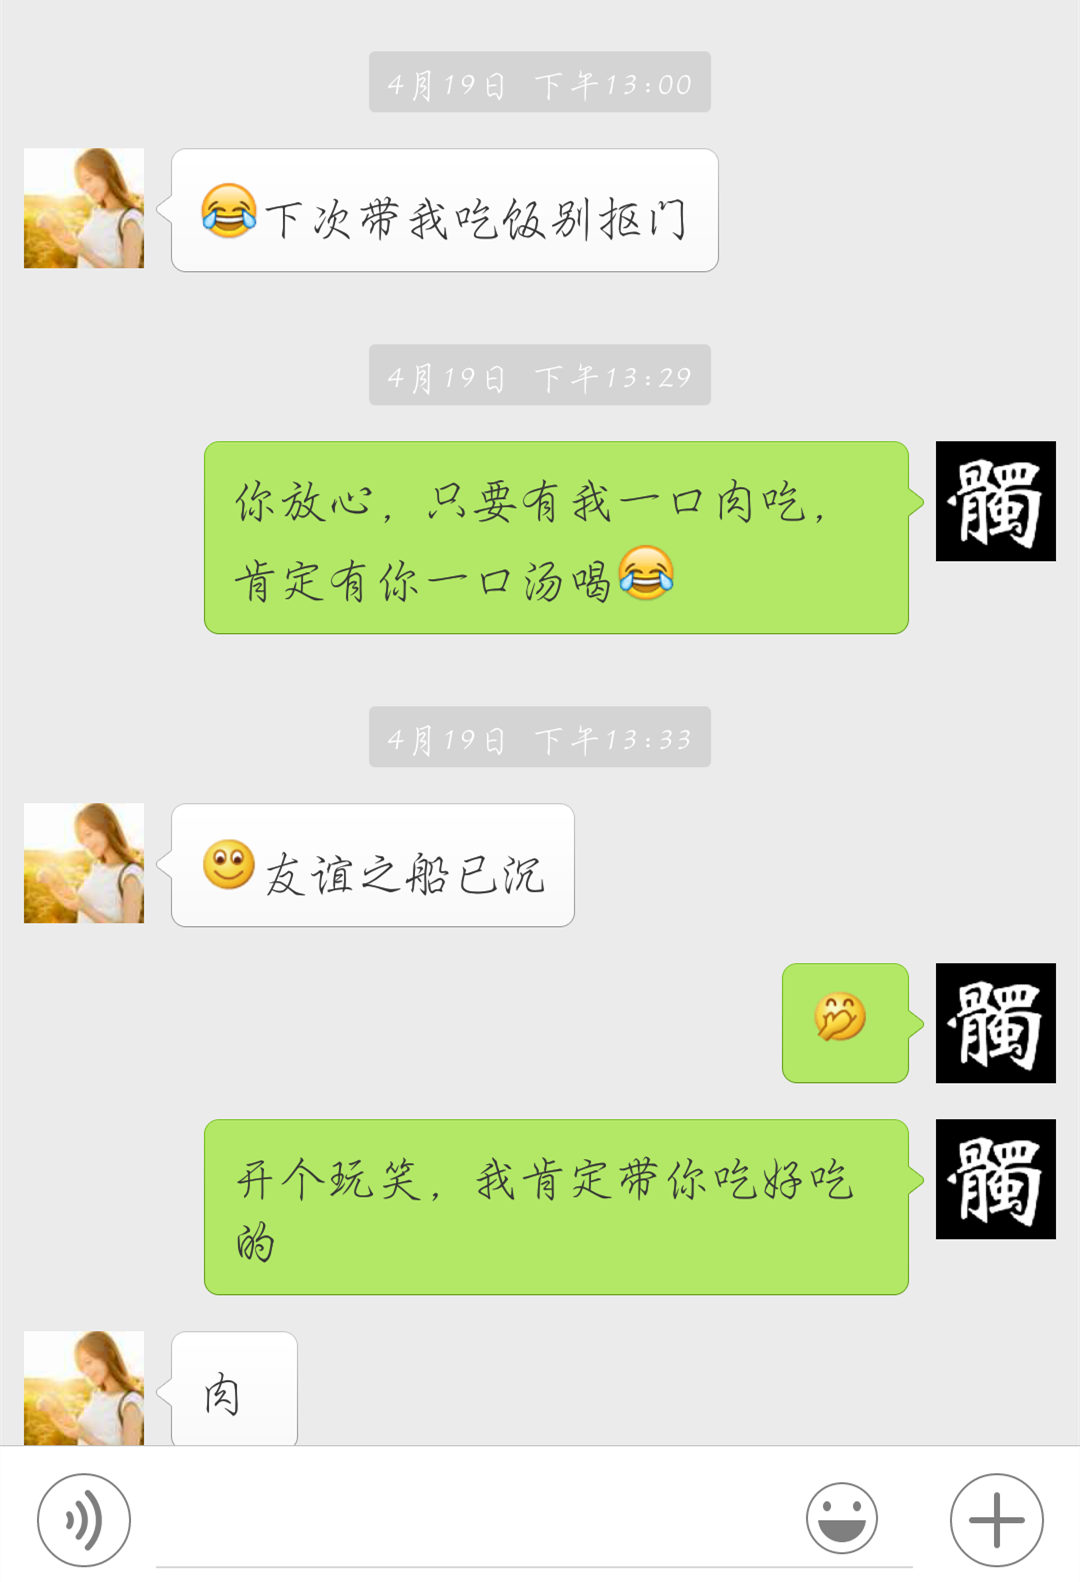 4月19日 下午13:00
😂下次带我吃饭别抠门
4月19日 下午13:29
你放心，只要有我一口肉吃，
肯定有你一口汤喝😂
髑
4月19日 下午13:33
🙂友谊之船已沉
🤭
髑
开个玩笑，我肯定带你吃好吃
的
髑
肉